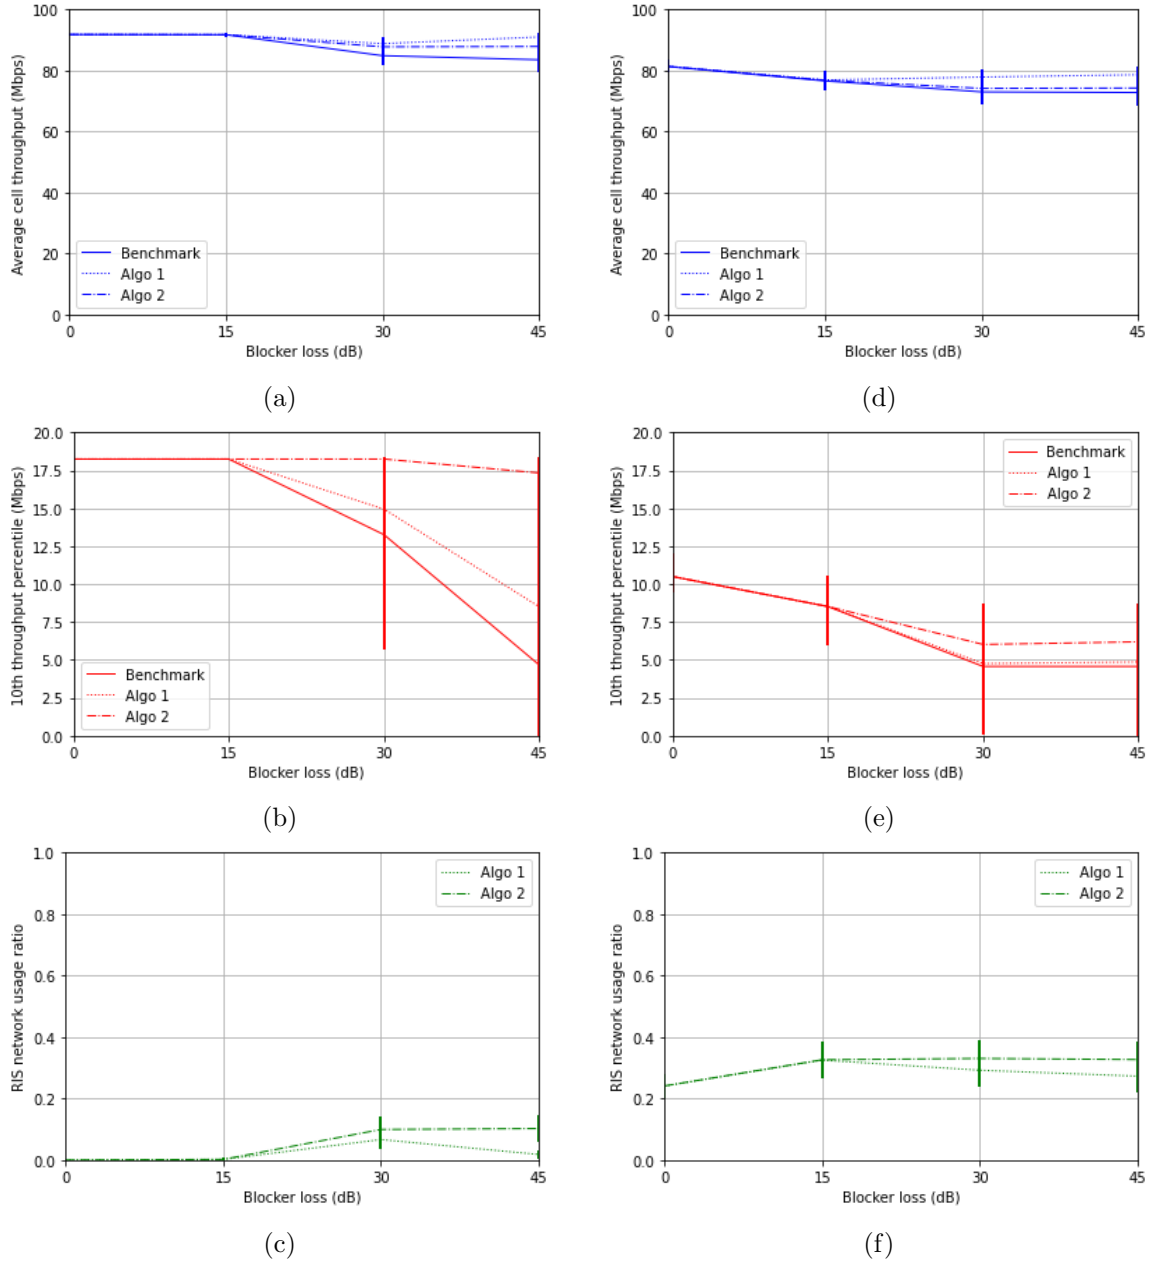 100
80
60
40
20
0
Average cell throughput (Mbps)
Benchmark
Algo 1
Algo 2
0 15 30 45
Blocker loss (dB)
(a)
100
80
60
40
20
0
Average cell throughput (Mbps)
Benchmark
Algo 1
Algo 2
0 15 30 45
Blocker loss (dB)
(d)
20.0
17.5
15.0
12.5
10.0
7.5
5.0
2.5
0.0
10th throughput percentile (Mbps)
Benchmark
Algo 1
Algo 2
0 15 30 45
Blocker loss (dB)
(b)
20.0
17.5
15.0
12.5
10.0
7.5
5.0
2.5
0.0
10th throughput percentile (Mbps)
Benchmark
Algo 1
Algo 2
0 15 30 45
Blocker loss (dB)
(e)
1.0
0.8
0.6
0.4
0.2
0.0
RIS network usage ratio
Algo 1
Algo 2
0 15 30 45
Blocker loss (dB)
(c)
1.0
0.8
0.6
0.4
0.2
0.0
RIS network usage ratio
Algo 1
Algo 2
0 15 30 45
Blocker loss (dB)
(f)